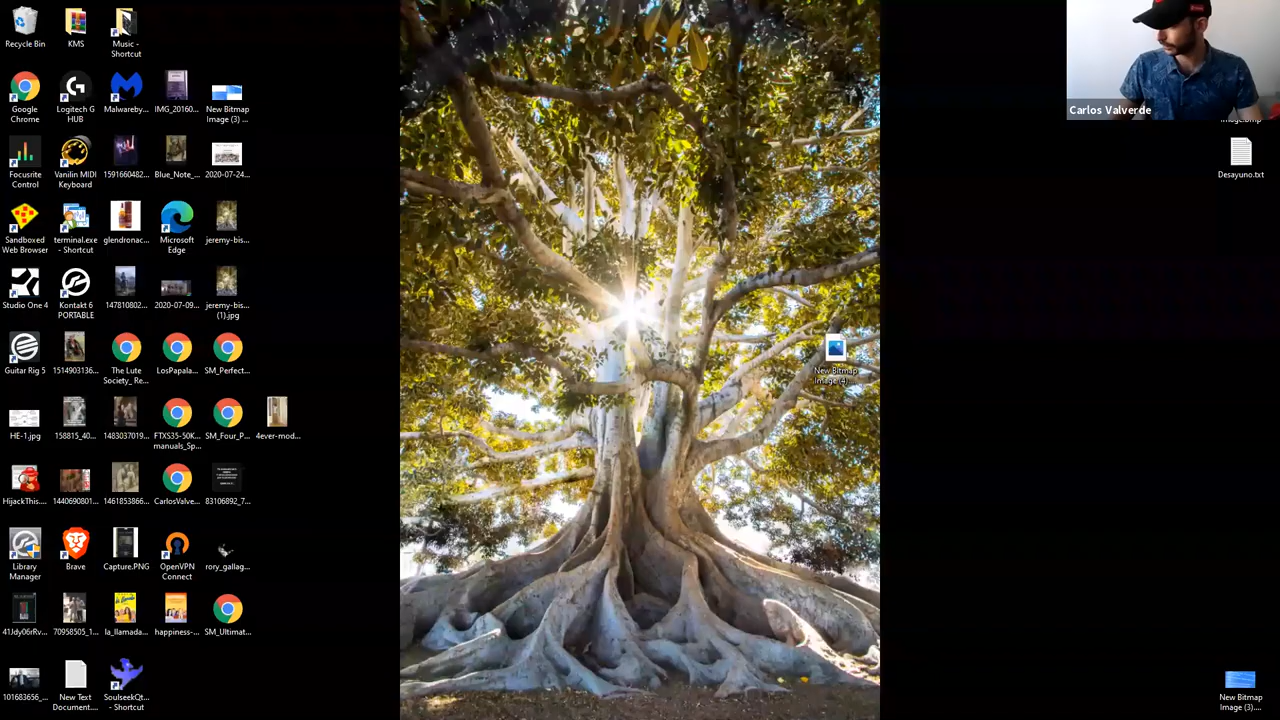 Recycle Bin
KMS
Music -
Shortcut
Google
Chrome
Logitech G
HUB
Malwareby...
IMG_20160...
New Bitmap
Image (3) ...
Focusrite
Control
Vanilin MIDI
Keyboard
1591660482...
Blue_Note_...
2020-07-24...
Sandboxed
Web Browser
terminal.exe
- Shortcut
glendronac...
Microsoft
Edge
jeremy-bis...
Studio One 4
Kontakt 6
PORTABLE
147810802...
2020-07-09...
jeremy-bis...
(1).jpg
Guitar Rig 5
1514903136...
The Lute
Society_ Re...
LosPapala...
SM_Perfect...
HE-1.jpg
158815_40...
1483037019...
FTXS35-50K...
manuals_Sp...
SM_Four_P...
4ever-mod...
HijackThis...
1440690801...
1461853866...
CarlosValve...
83106892_7...
Library
Manager
Brave
Capture.PNG
OpenVPN
Connect
rory_gallag...
41Jdy06rRv...
70958505_1...
la_llamada...
happiness-...
SM_Ultimat...
101683656_...
New Text
Document....
SoulseekQt...
- Shortcut
New Bitmap
Image (4)...
Carlos Valverde
Image.bmp
Desayuno.txt
New Bitmap
Image (3)....